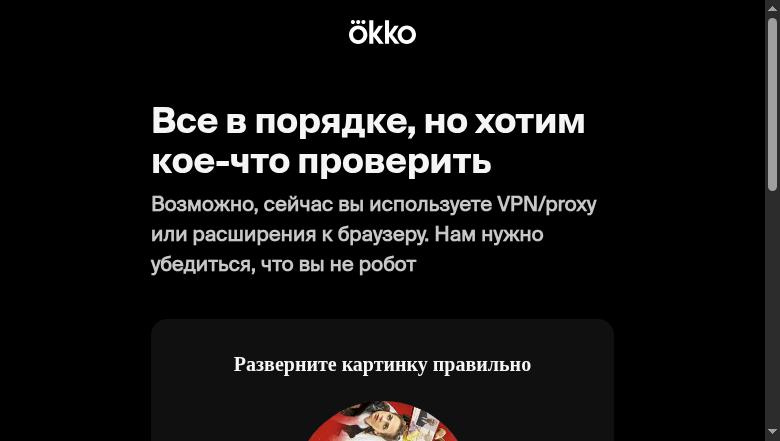 ökko
Все в порядке, но хотим
кое-что проверить
Возможно, сейчас вы используете VPN/proxy
или расширения к браузеру. Нам нужно
убедиться, что вы не робот
Разверните картинку правильно